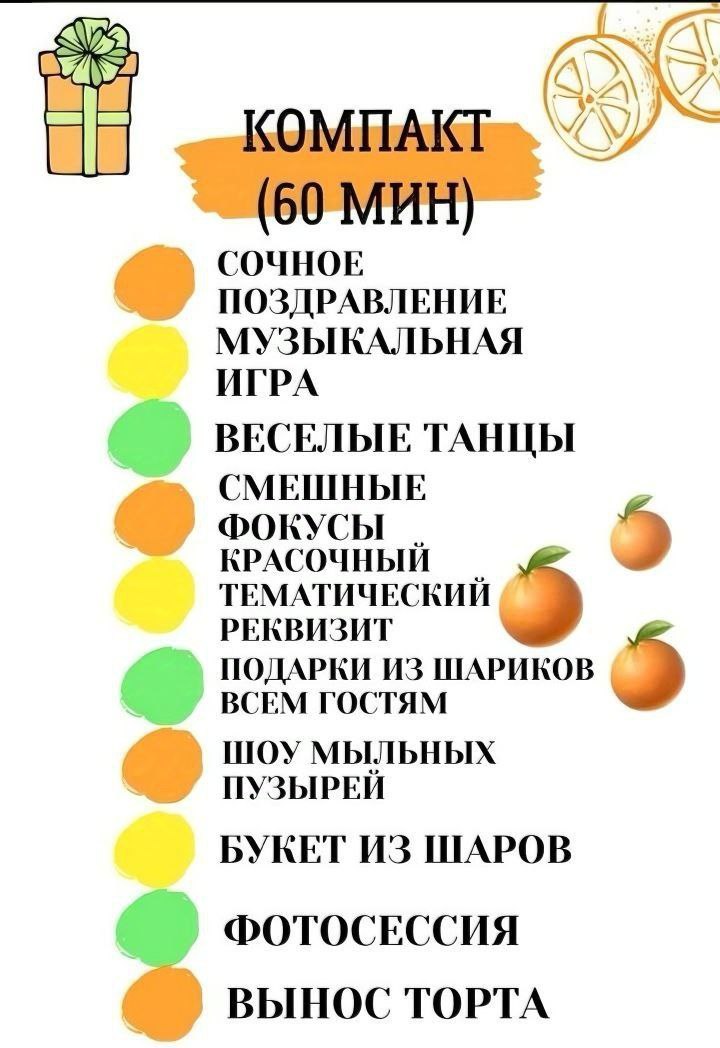 КОМПАКТ
(60 МИН)
СОЧНОЕ
ПОЗДРАВЛЕНИЕ
МУЗЫКАЛЬНАЯ
ИГРА
ВЕСЕЛЫЕ ТАНЦЫ
СМЕШНЫЕ
ФОКУСЫ
КРАСОЧНЫЙ
ТЕМАТИЧЕСКИЙ
РЕКВИЗИТ
ПОДАРКИ ИЗ ШАРИКОВ
ВСЕМ ГОСТЯМ
ШОУ МЫЛЬНЫХ
ПУЗЫРЕЙ
БУКЕТ ИЗ ШАРОВ
ФОТОСЕССИЯ
ВЫНОС ТОРТА